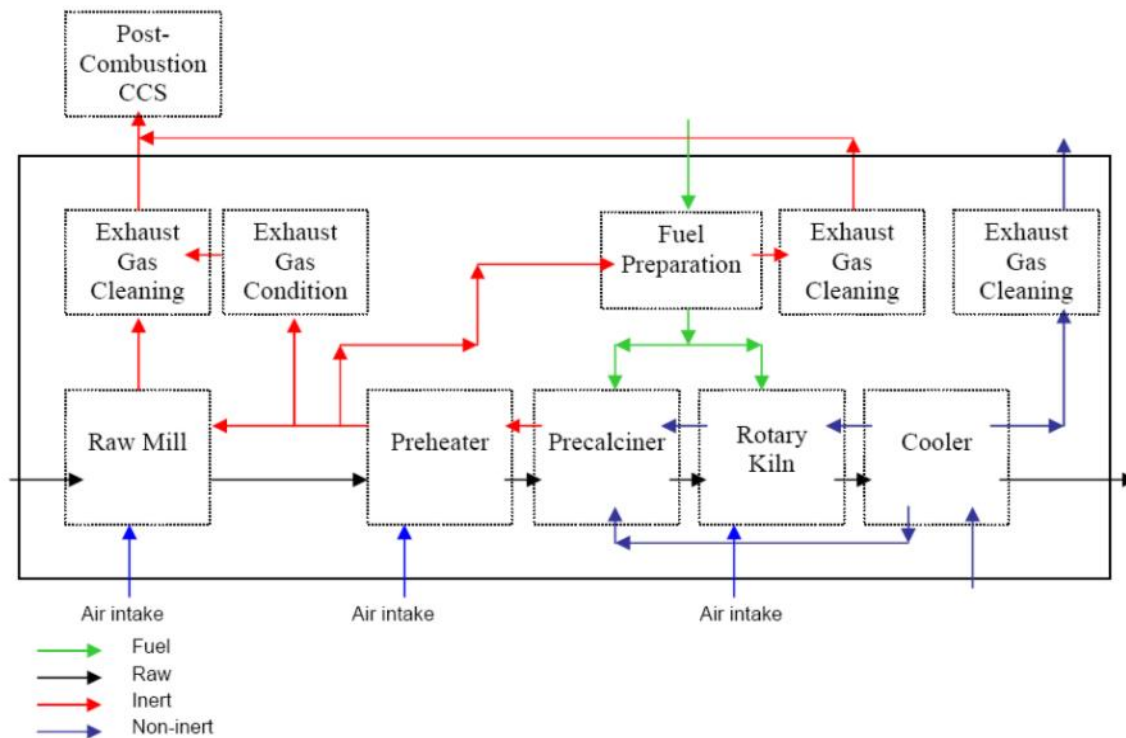 Post-
Combustion
CCS
Exhaust
Gas
Cleaning
Exhaust
Gas
Condition
Fuel
Preparation
Exhaust
Gas
Cleaning
Exhaust
Gas
Cleaning
Raw Mill
Preheater
Precalciner
Rotary
Kiln
Cooler
Air intake
Air intake
Air intake
Fuel
Raw
Inert
Non-inert